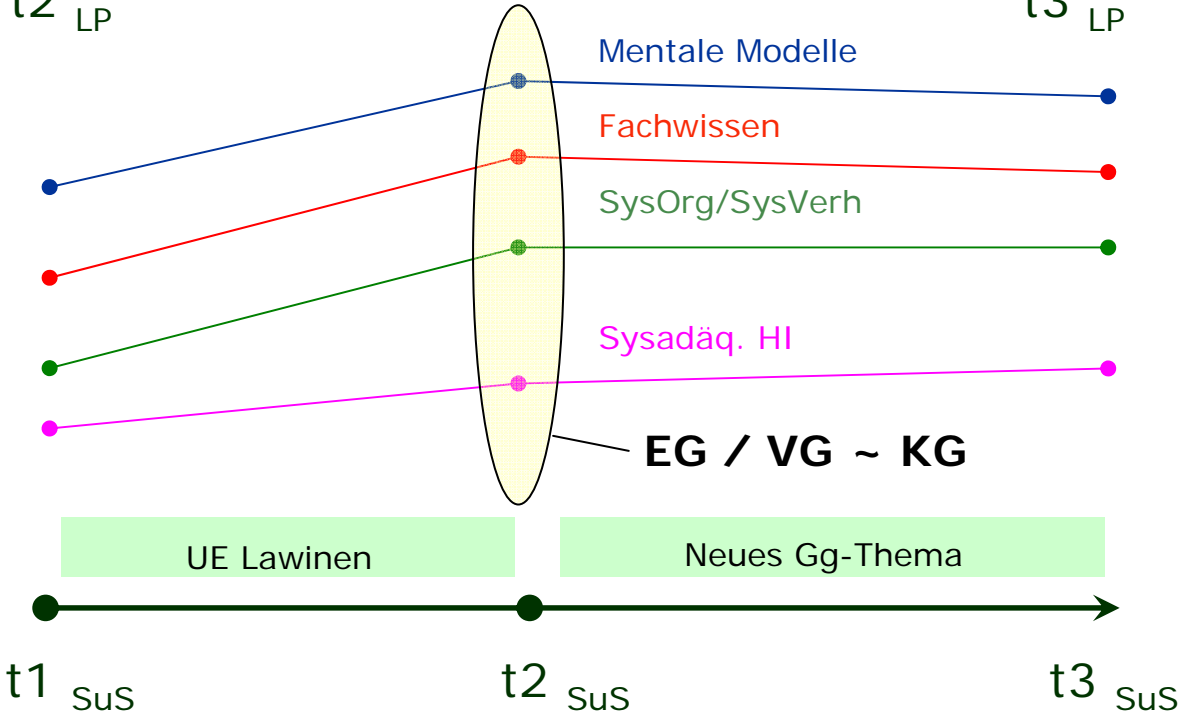 t2 LP
t3 LP
Mentale Modelle
Fachwissen
SysOrg/SysVerh
Sysadäq. HI
EG / VG ~ KG
UE Lawinen
Neues Gg-Thema
t1 SuS
t2 SuS
t3 SuS